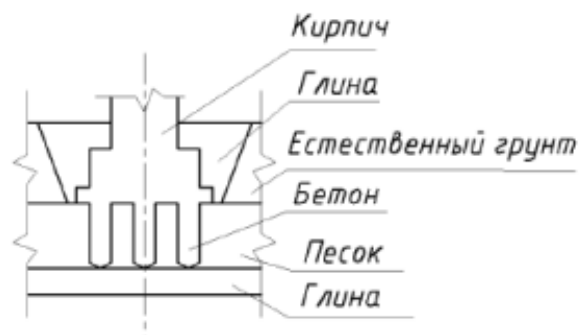 Кирпич
Глина
Естественный грунт
Бетон
Песок
Глина